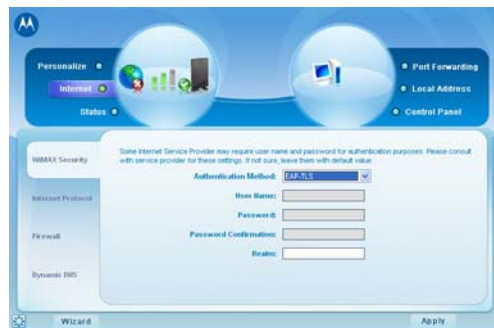 Personalize
Internet
Status
Port Forwarding
Local Address
Control Panel
WiMAX Security
Internet Protocol
Firewall
Dynamic DNS
Some Internet Service Provider may require user name and password for authentication purposes. Please consult
with service provider for these settings. If not sure, leave them with default value.
Authentication Method: EAP-TLS
User Name:
Password:
Password Confirmation:
Realm:
Wizard
Apply